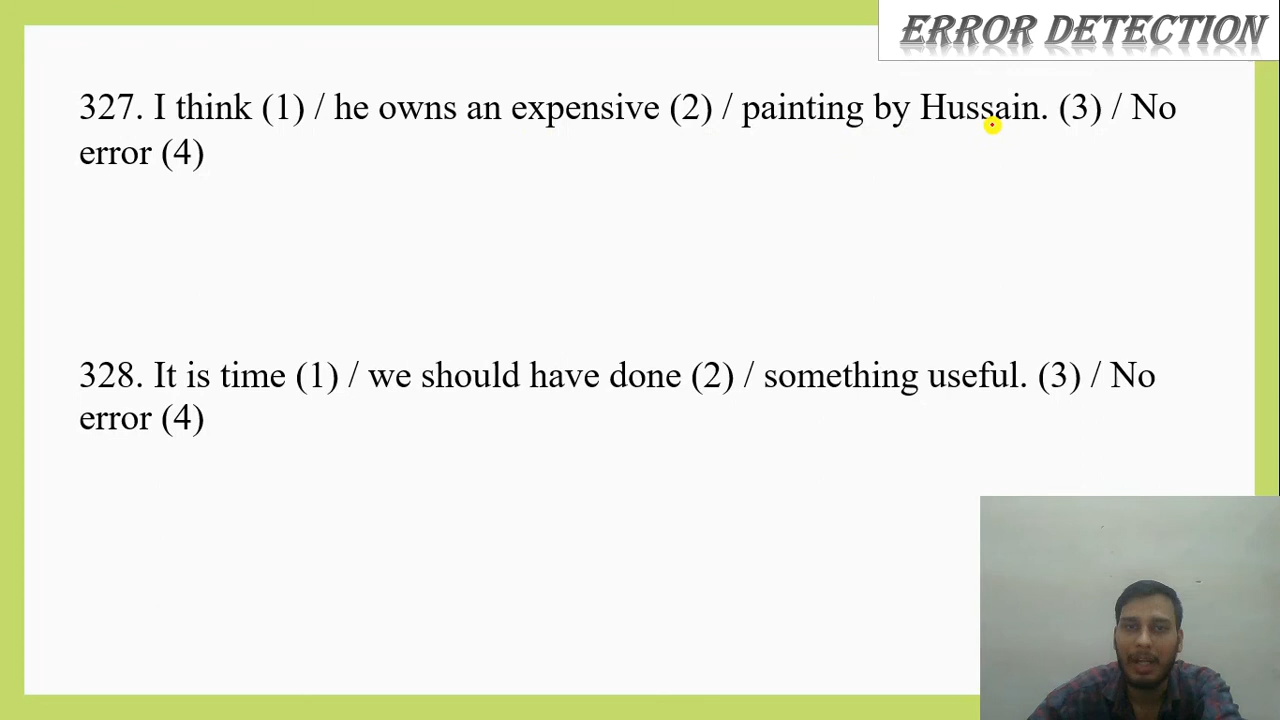 ERROR DETECTION
327. I think (1) / he owns an expensive (2) / painting by Hussain. (3) / No
error (4)
328. It is time (1) / we should have done (2) / something useful. (3) / No
error (4)